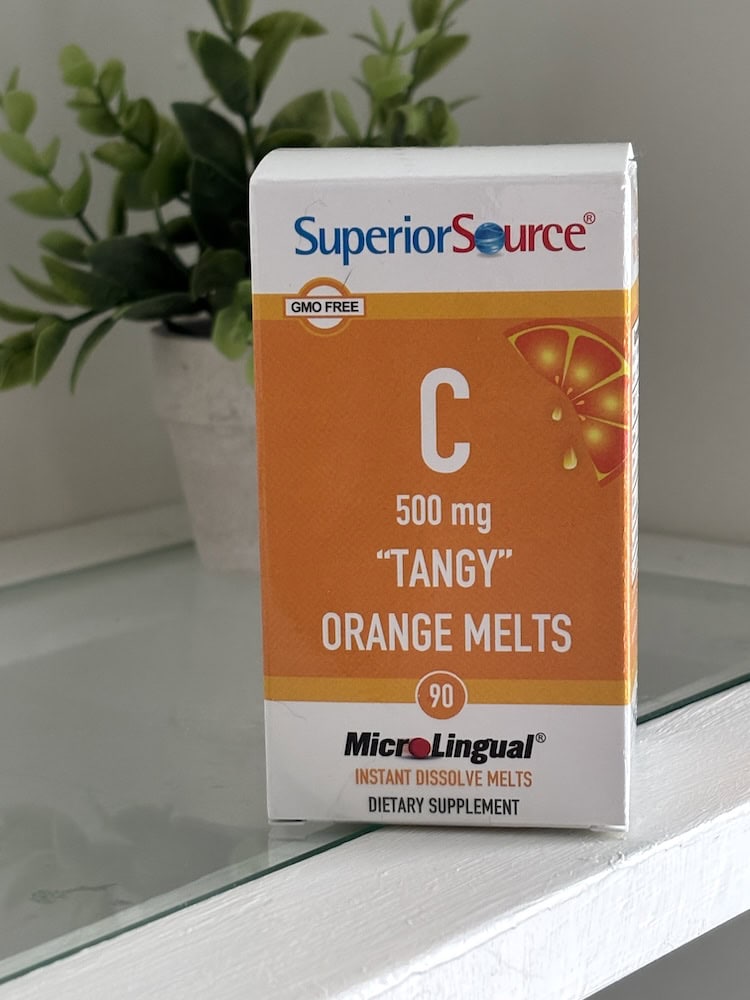 SuperiorSource®
GMO FREE
C
500 mg
“TANGY”
ORANGE MELTS
90
MicroLingual®
INSTANT DISSOLVE MELTS
DIETARY SUPPLEMENT